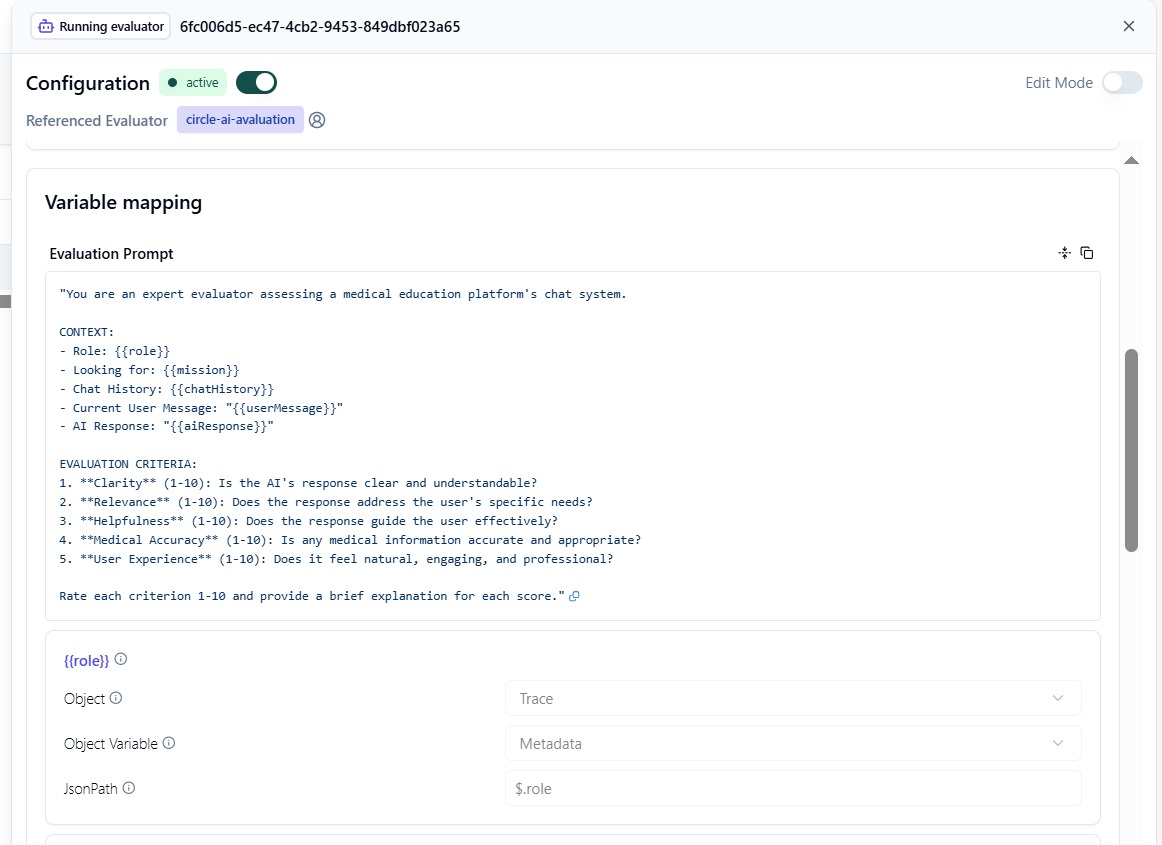 Running evaluator 6fc006d5-ec47-4cb2-9453-849dbf023a65
Configuration active Edit Mode
Referenced Evaluator circle-ai-avaluation
Variable mapping
Evaluation Prompt
"You are an expert evaluator assessing a medical education platform's chat system.
CONTEXT:
- Role: {{role}}
- Looking for: {{mission}}
- Chat History: {{chatHistory}}
- Current User Message: "{{userMessage}}"
- AI Response: "{{aiResponse}}"
EVALUATION CRITERIA:
1. **Clarity** (1-10): Is the AI's response clear and understandable?
2. **Relevance** (1-10): Does the response address the user's specific needs?
3. **Helpfulness** (1-10): Does the response guide the user effectively?
4. **Medical Accuracy** (1-10): Is any medical information accurate and appropriate?
5. **User Experience** (1-10): Does it feel natural, engaging, and professional?
Rate each criterion 1-10 and provide a brief explanation for each score."
{{role}}
Object Trace
Object Variable Metadata
JsonPath $.role